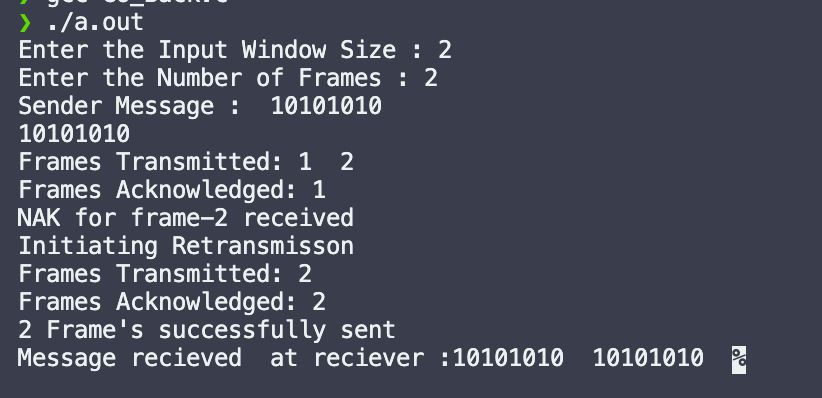 ❯ ./a.out
Enter the Input Window Size : 2
Enter the Number of Frames : 2
Sender Message :  10101010
10101010
Frames Transmitted: 1  2
Frames Acknowledged: 1
NAK for frame-2 received
Initiating Retransmisson
Frames Transmitted: 2
Frames Acknowledged: 2
2 Frame's successfully sent
Message recieved  at reciever :10101010  10101010  %